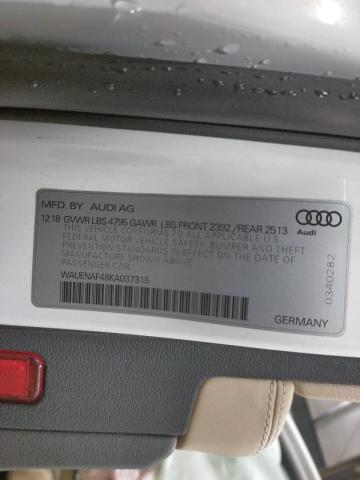 MFD. BY AUDI AG
12 18 GVWR LBS 4795 GAWR LBS FRONT 2392 / REAR 2513
THIS VEHICLE CONFORMS TO ALL APPLICABLE U.S.
FEDERAL MOTOR VEHICLE SAFETY, BUMPER AND THEFT
PREVENTION STANDARDS IN EFFECT ON THE DATE OF
MANUFACTURE SHOWN ABOVE
PASSENGER CAR
WAUENAF48KA037315
Audi
0340282
GERMANY